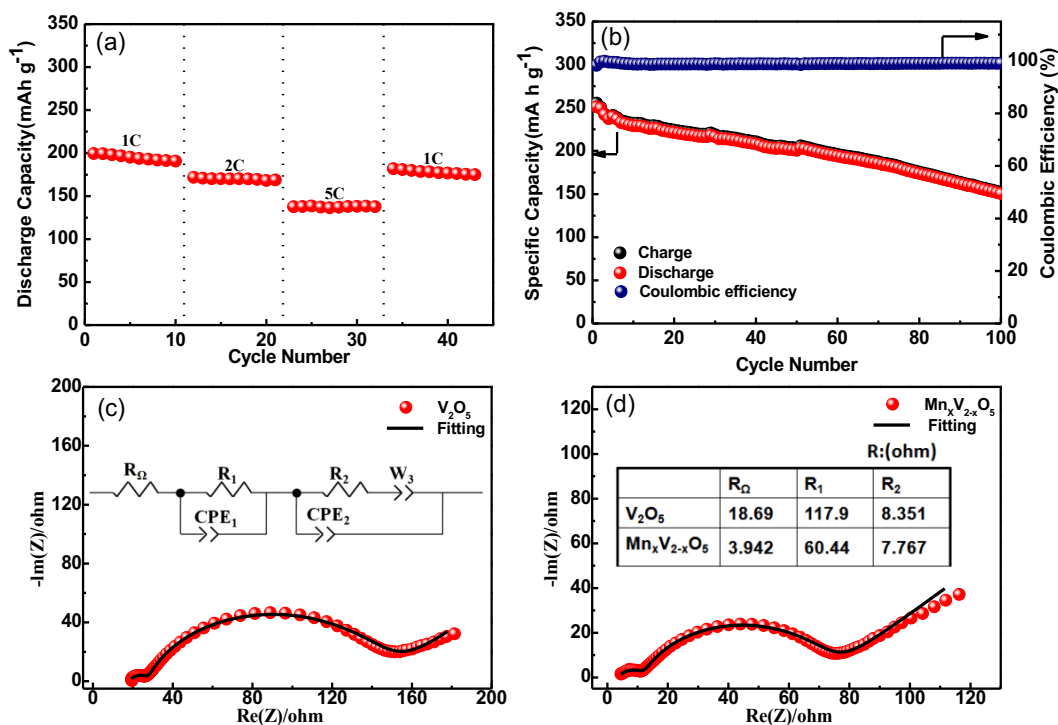 (a)
Discharge Capacity(mAh g⁻¹)
350
300
250
200
150
100
50
0
1C
2C
5C
1C
0 10 20 30 40
Cycle Number
(b)
Specific Capacity(mA h g⁻¹)
350
300
250
200
150
100
50
0
100
80
60
40
20
0
Coulombic Efficiency (%)
Charge
Discharge
Coulombic efficiency
0 20 40 60 80 100
Cycle Number
(c)
-Im(Z)/ohm
200
160
120
80
40
0
V₂O₅
Fitting
R_Ω R₁ R₂ W₃
CPE₁ CPE₂
0 40 80 120 160 200
Re(Z)/ohm
(d)
-Im(Z)/ohm
120
100
80
60
40
20
0
MnₓV₂₋ₓO₅
Fitting
R:(ohm)
R_Ω R₁ R₂
V₂O₅ 18.69 117.9 8.351
MnₓV₂₋ₓO₅ 3.942 60.44 7.767
0 20 40 60 80 100 120
Re(Z)/ohm